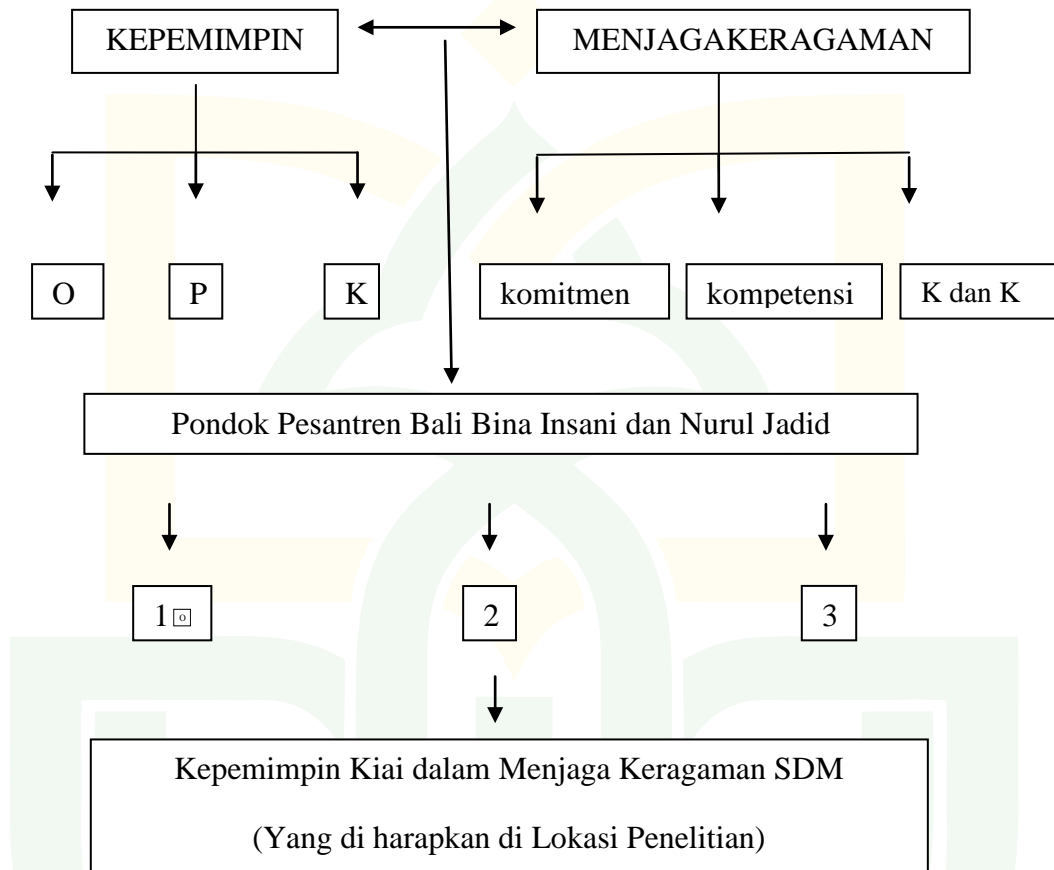 KEPEMIMPIN
MENJAGAKERAGAMAN
O
P
K
komitmen
kompetensi
K dan K
Pondok Pesantren Bali Bina Insani dan Nurul Jadid
1 o
2
3
Kepemimpin Kiai dalam Menjaga Keragaman SDM
(Yang di harapkan di Lokasi Penelitian)